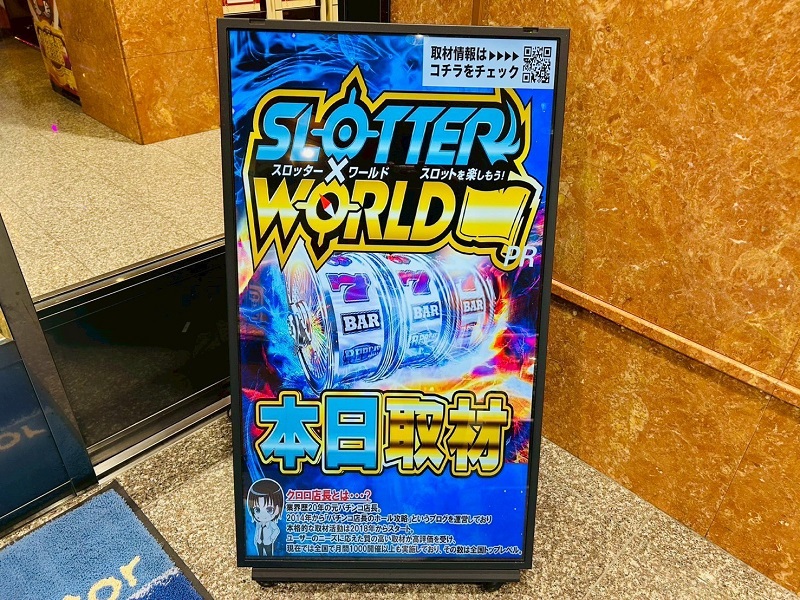 取材情報は▶▶▶▶
コチラをチェック
SLOTTER
スロッター×ワールド スロットを楽しもう!
WORLD
PR
7 7 7
BAR BAR BAR
本日取材
クロロ店長とは・・・?
業界歴20年の元パチンコ店長。
2014年から「パチンコ店長のホール攻略」というブログを運営しており
本格的な取材活動は2018年からスタート。
ユーザーのニーズに応えた質の高い取材が高評価を受け、
現在では全国で月間1000開催以上も実施しており、その数は全国トップレベル。
or